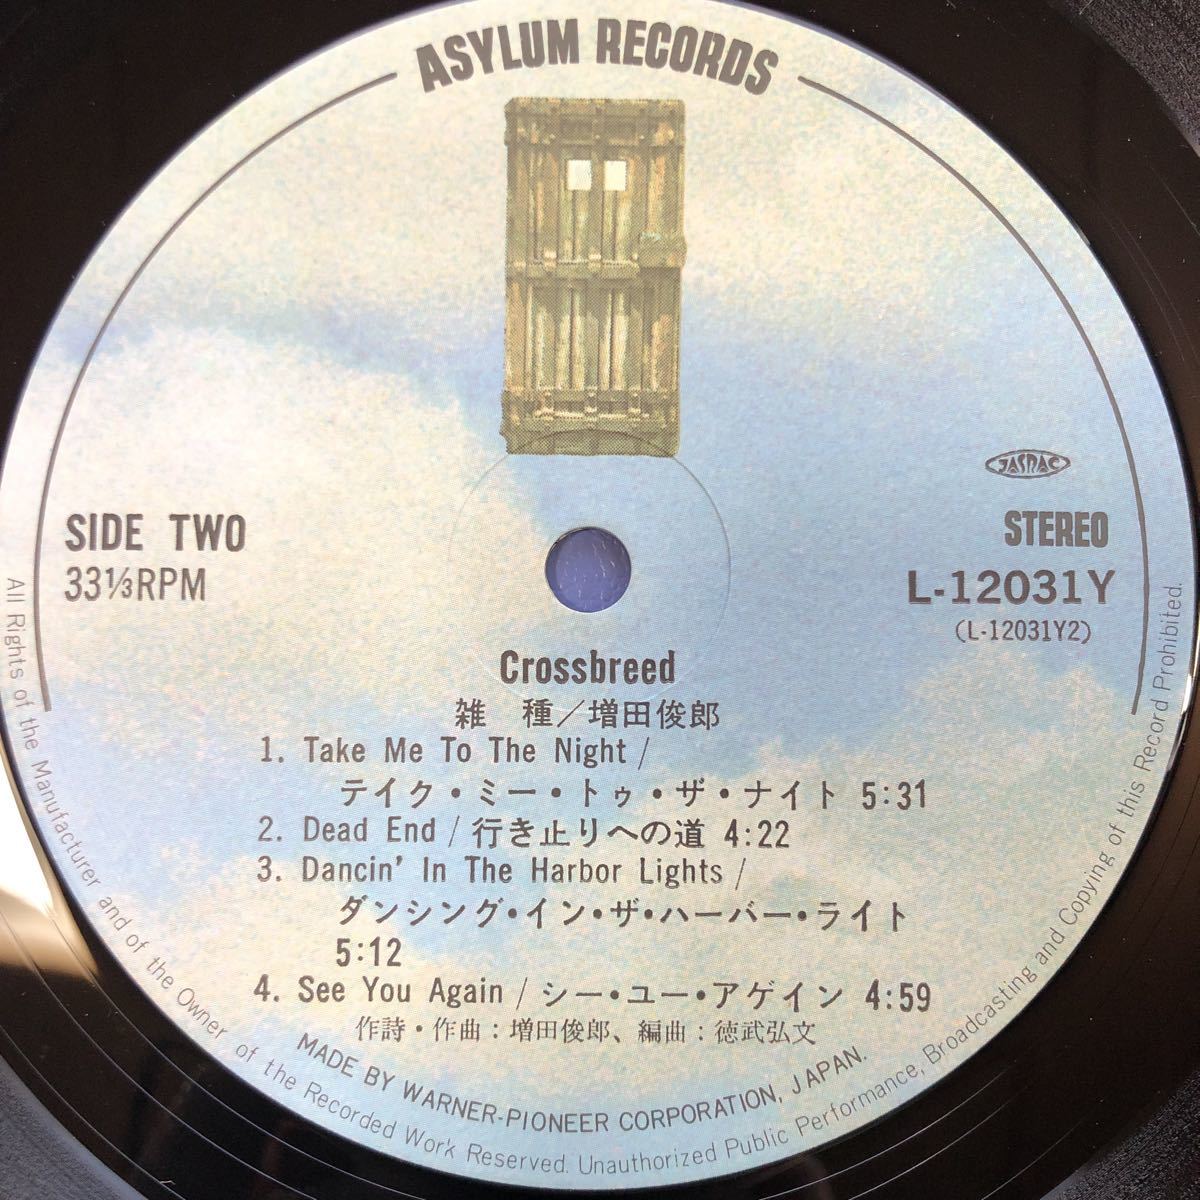 ASYLUM RECORDS
JASRAC
SIDE TWO
33⅓RPM
STEREO
L-12031Y
(L-12031Y2)
Crossbreed
雑 種／増田俊郎
1. Take Me To The Night /
テイク・ミー・トゥ・ザ・ナイト 5:31
2. Dead End / 行き止りへの道 4:22
3. Dancin' In The Harbor Lights /
ダンシング・イン・ザ・ハーバー・ライト
5:12
4. See You Again / シー・ユー・アゲイン 4:59
作詩・作曲：増田俊郎、編曲：徳武弘文
MADE BY WARNER-PIONEER CORPORATION, JAPAN.
All Rights of the Manufacturer and of the Owner of the Recorded Work Reserved. Unauthorized Public Performance, Broadcasting and Copying of this Record Prohibited.